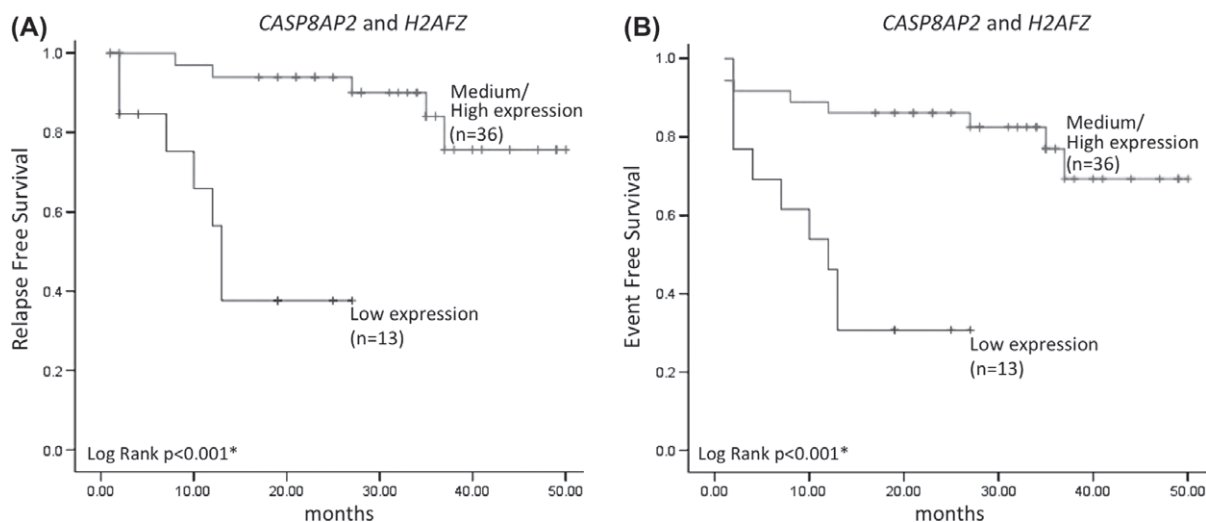 (A)
CASP8AP2 and H2AFZ
Relapse Free Survival
1.0
0.8
0.6
0.4
0.2
0.0
Medium/
High expression
(n=36)
Low expression
(n=13)
Log Rank p<0.001*
0.00 10.00 20.00 30.00 40.00 50.00
months
(B)
CASP8AP2 and H2AFZ
Event Free Survival
1.0
0.8
0.6
0.4
0.2
0.0
Medium/
High expression
(n=36)
Low expression
(n=13)
Log Rank p<0.001*
0.00 10.00 20.00 30.00 40.00 50.00
months